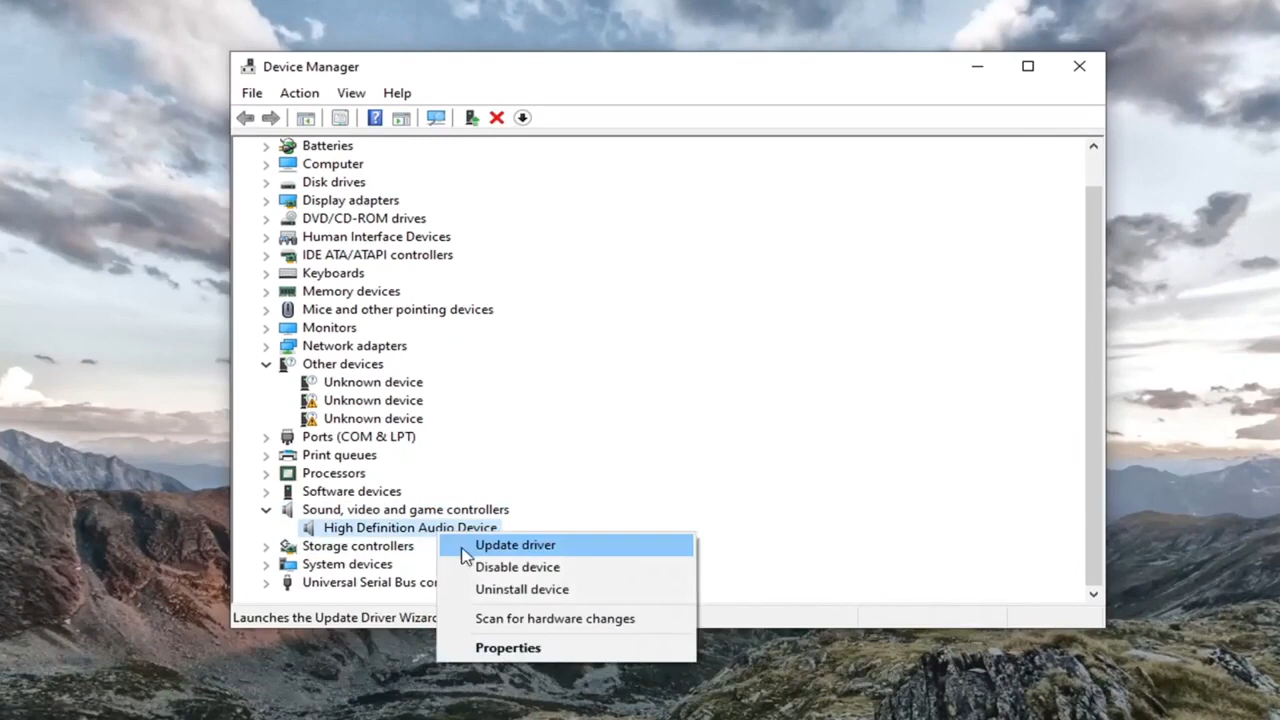 Device Manager
File Action View Help
Batteries
Computer
Disk drives
Display adapters
DVD/CD-ROM drives
Human Interface Devices
IDE ATA/ATAPI controllers
Keyboards
Memory devices
Mice and other pointing devices
Monitors
Network adapters
Other devices
Unknown device
Unknown device
Unknown device
Ports (COM & LPT)
Print queues
Processors
Software devices
Sound, video and game controllers
High Definition Audio Device
Storage controllers
System devices
Universal Serial Bus co
Update driver
Disable device
Uninstall device
Scan for hardware changes
Properties
Launches the Update Driver Wizard